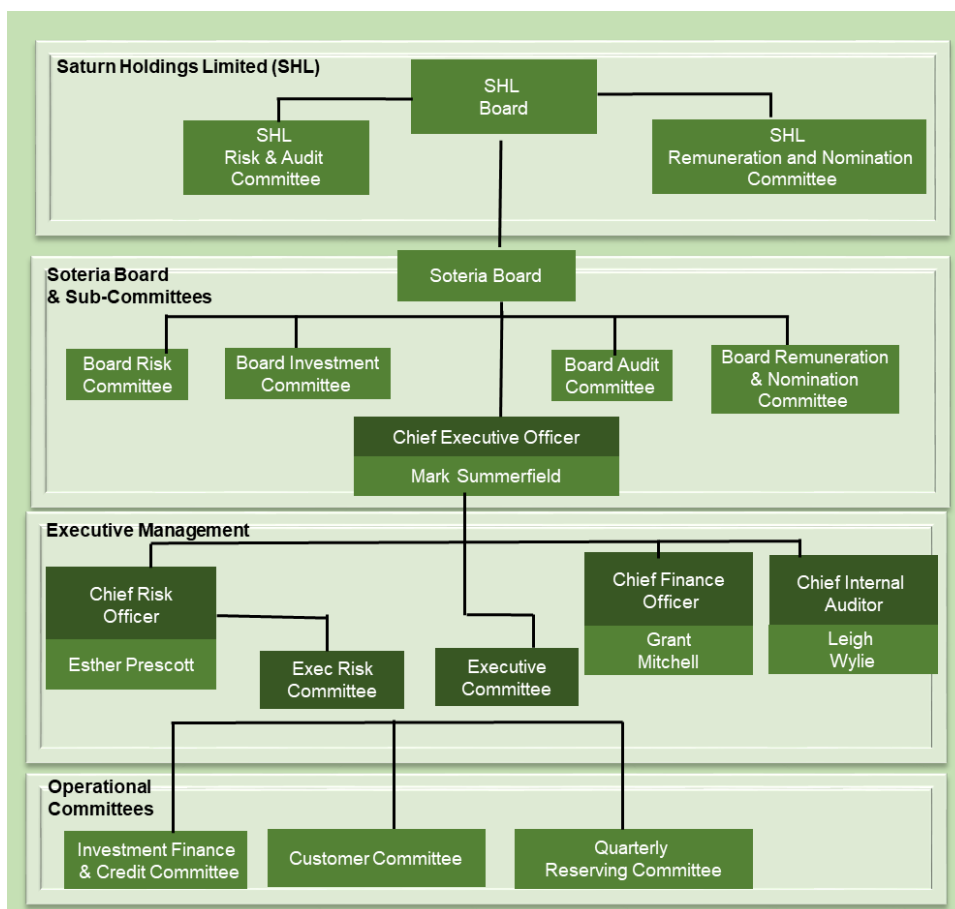 Saturn Holdings Limited (SHL)
SHL
Board
SHL
Risk & Audit
Committee
SHL
Remuneration and Nomination
Committee
Soteria Board
& Sub-Committees
Soteria Board
Board Risk
Committee
Board Investment
Committee
Board Audit
Committee
Board Remuneration
& Nomination
Committee
Chief Executive Officer
Mark Summerfield
Executive Management
Chief Risk
Officer
Esther Prescott
Exec Risk
Committee
Executive
Committee
Chief Finance
Officer
Grant
Mitchell
Chief Internal
Auditor
Leigh
Wylie
Operational
Committees
Investment Finance
& Credit Committee
Customer Committee
Quarterly
Reserving Committee